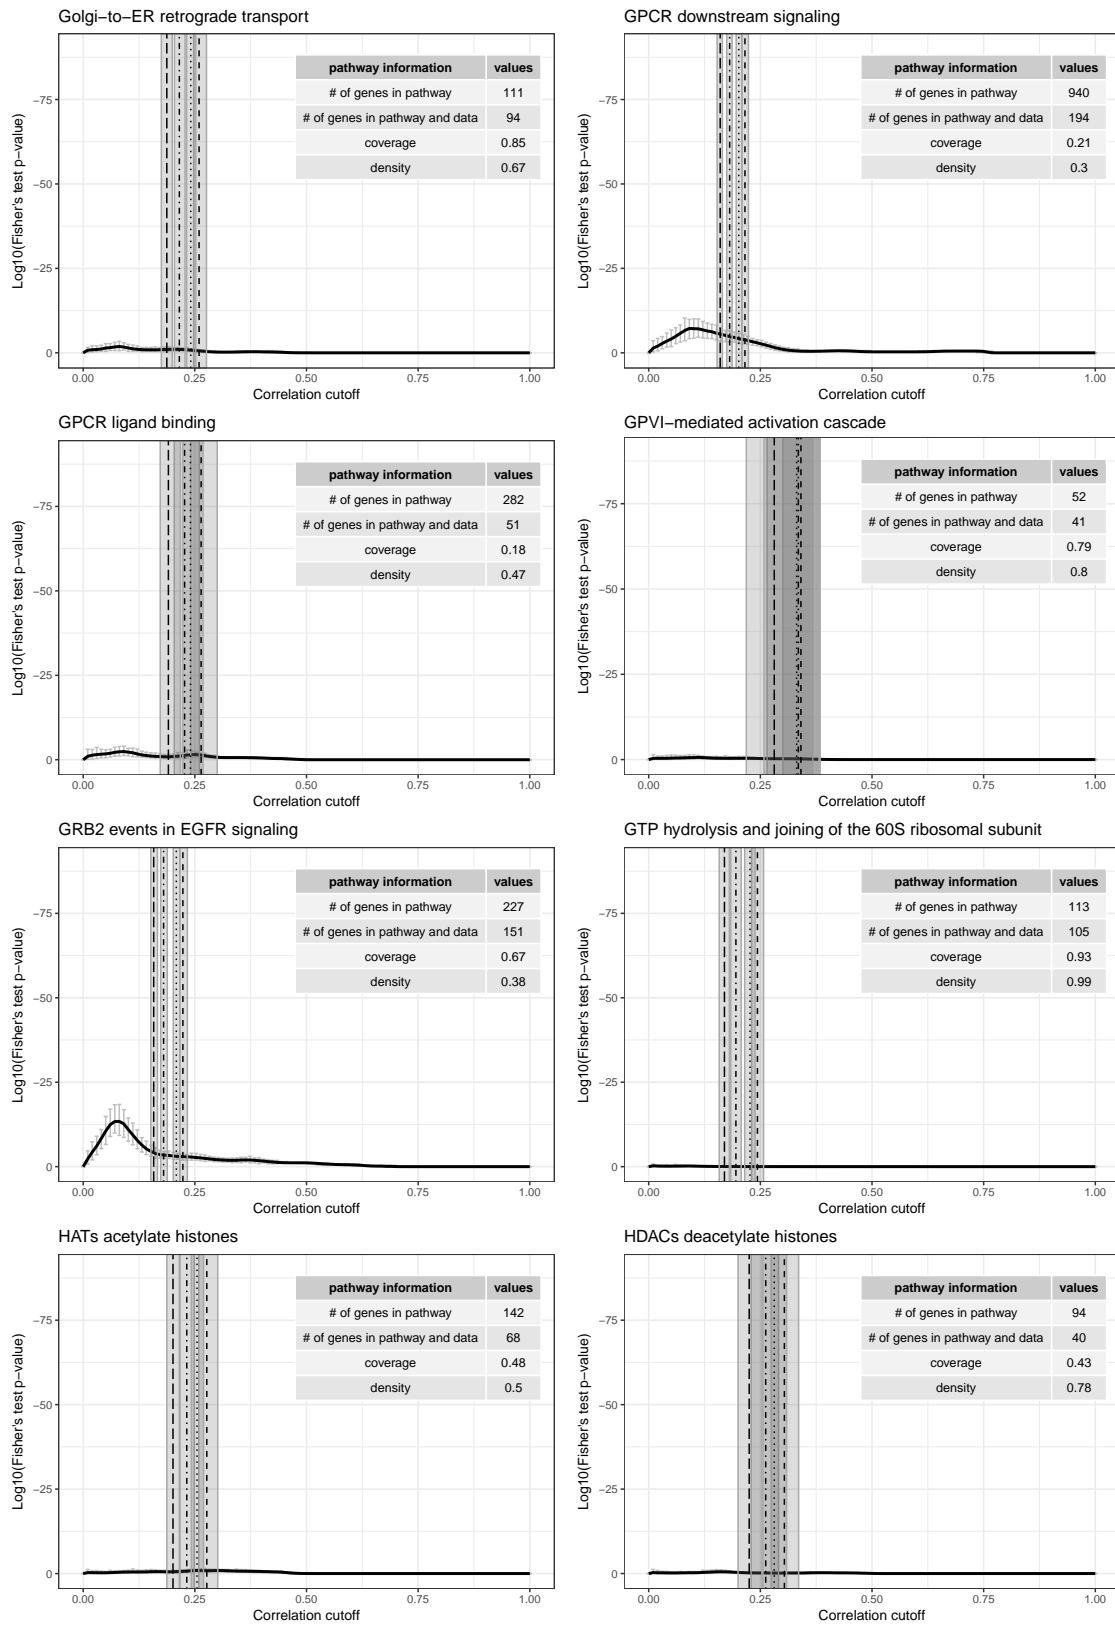 Golgi−to−ER retrograde transport
pathway information values
# of genes in pathway 111
# of genes in pathway and data 94
coverage 0.85
density 0.67
−75
−50
−25
0
0.00 0.25 0.50 0.75 1.00
Correlation cutoff
Log10(Fisher's test p−value)
GPCR downstream signaling
pathway information values
# of genes in pathway 940
# of genes in pathway and data 194
coverage 0.21
density 0.3
−75
−50
−25
0
0.00 0.25 0.50 0.75 1.00
Correlation cutoff
Log10(Fisher's test p−value)
GPCR ligand binding
pathway information values
# of genes in pathway 282
# of genes in pathway and data 51
coverage 0.18
density 0.47
−75
−50
−25
0
0.00 0.25 0.50 0.75 1.00
Correlation cutoff
Log10(Fisher's test p−value)
GPVI−mediated activation cascade
pathway information values
# of genes in pathway 52
# of genes in pathway and data 41
coverage 0.79
density 0.8
−75
−50
−25
0
0.00 0.25 0.50 0.75 1.00
Correlation cutoff
Log10(Fisher's test p−value)
GRB2 events in EGFR signaling
pathway information values
# of genes in pathway 227
# of genes in pathway and data 151
coverage 0.67
density 0.38
−75
−50
−25
0
0.00 0.25 0.50 0.75 1.00
Correlation cutoff
Log10(Fisher's test p−value)
GTP hydrolysis and joining of the 60S ribosomal subunit
pathway information values
# of genes in pathway 113
# of genes in pathway and data 105
coverage 0.93
density 0.99
−75
−50
−25
0
0.00 0.25 0.50 0.75 1.00
Correlation cutoff
Log10(Fisher's test p−value)
HATs acetylate histones
pathway information values
# of genes in pathway 142
# of genes in pathway and data 68
coverage 0.48
density 0.5
−75
−50
−25
0
0.00 0.25 0.50 0.75 1.00
Correlation cutoff
Log10(Fisher's test p−value)
HDACs deacetylate histones
pathway information values
# of genes in pathway 94
# of genes in pathway and data 40
coverage 0.43
density 0.78
−75
−50
−25
0
0.00 0.25 0.50 0.75 1.00
Correlation cutoff
Log10(Fisher's test p−value)